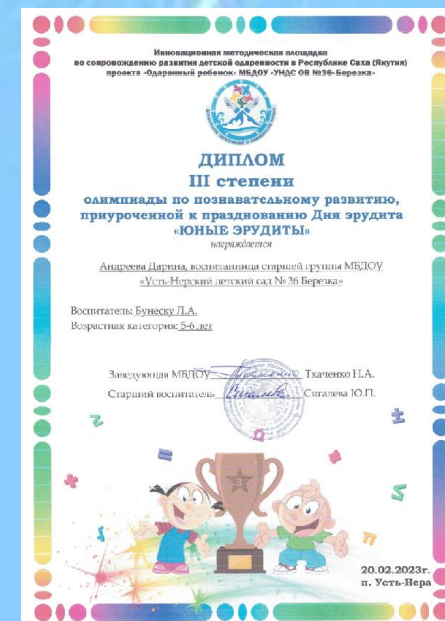 Инновационная методическая площадка
по сопровождению развития детской одаренности в Республике Саха (Якутия)
проекта «Одаренный ребенок» МБДОУ «УНДС ОВ №36«Березка»
ДИПЛОМ
III степени
олимпиады по познавательному развитию,
приуроченной к празднованию Дня эрудита
«ЮНЫЕ ЭРУДИТЫ»
награждается
Андреева Дарина, воспитанница старшей группы МБДОУ
«Усть-Нерский детский сад № 36 Березка»
Воспитатель: Бунеску Л.А.
Возрастная категория: 5-6 лет
Заведующая МБДОУ Ткаченко Н.А.
Старший воспитатель Сигалева Ю.П.
3
20.02.2023г.
п. Усть-Нера